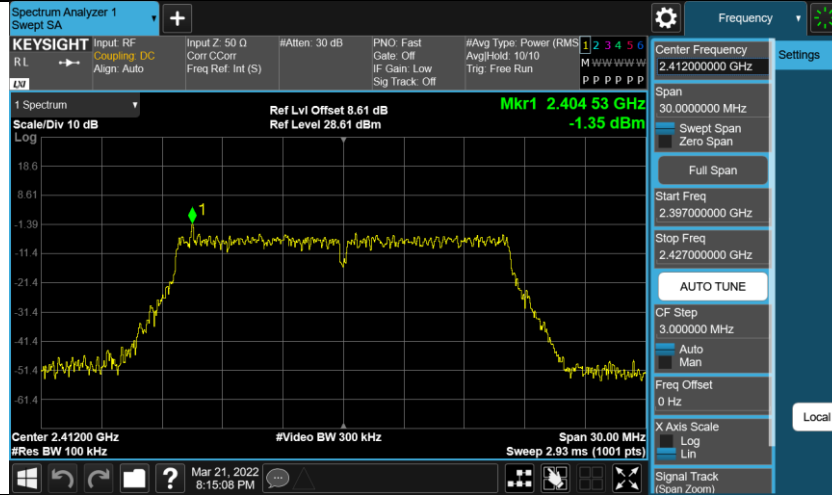 Spectrum Analyzer 1
Swept SA
+
Frequency
KEYSIGHT
RL
LXI
Input: RF
Coupling: DC
Align: Auto
Input Z: 50 Ω
Corr CCorr
Freq Ref: Int (S)
#Atten: 30 dB
PNO: Fast
Gate: Off
IF Gain: Low
Sig Track: Off
#Avg Type: Power (RMS
Avg|Hold: 10/10
Trig: Free Run
1 2 3 4 5 6
M W W W W W
P P P P P P
1 Spectrum
Scale/Div 10 dB
Log
Ref Lvl Offset 8.61 dB
Ref Level 28.61 dBm
Mkr1 2.404 53 GHz
-1.35 dBm
18.6
8.61
-1.39
-11.4
-21.4
-31.4
-41.4
-51.4
-61.4
1
Center 2.41200 GHz
#Res BW 100 kHz
#Video BW 300 kHz
Span 30.00 MHz
Sweep 2.93 ms (1001 pts)
?
Mar 21, 2022
8:15:08 PM
Center Frequency
2.412000000 GHz
Span
30.0000000 MHz
Swept Span
Zero Span
Full Span
Start Freq
2.397000000 GHz
Stop Freq
2.427000000 GHz
AUTO TUNE
CF Step
3.000000 MHz
Auto
Man
Freq Offset
0 Hz
X Axis Scale
Log
Lin
Signal Track
(Span Zoom)
Settings
Local